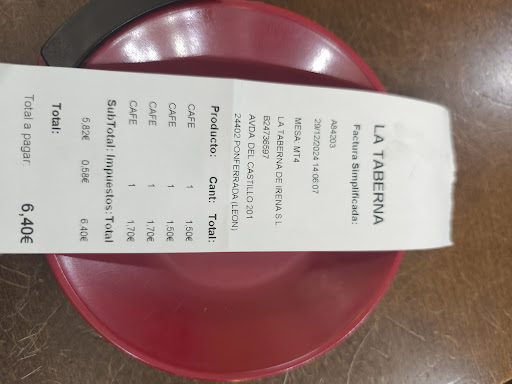 LA TABERNA
Factura Simplificada:
A84203
29/12/2024 14:06:07
MESA: MT4
LA TABERNA DE IRENA S.L
B24736597
AVDA. DEL CASTILLO 201
24402 PONFERRADA (LEON)
Producto: Cant: Total:
CAFE 1 1,50€
CAFE 1 1,50€
CAFE 1 1,70€
CAFE 1 1,70€
SubTotal: Impuestos: Total
5,82€ 0,58€ 6,40€
Total:
Total a pagar: 6,40€